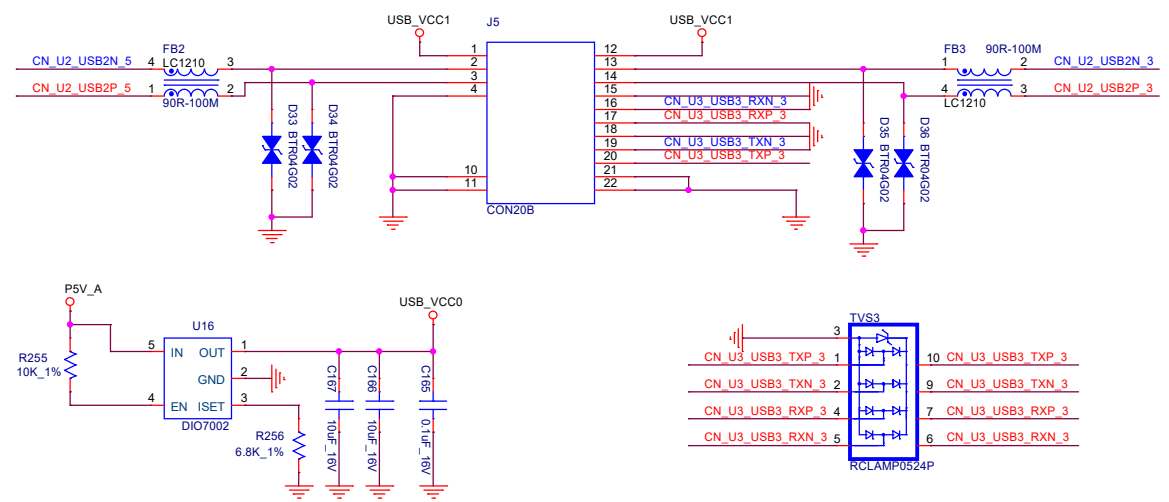 USB_VCC1
J5
USB_VCC1
FB2
LC1210
CN_U2_USB2N_5
4
3
CN_U2_USB2P_5
1
2
90R-100M
1
2
3
4
10
11
CON20B
12
13
14
15
16
17
18
19
20
21
22
CN_U3_USB3_RXN_3
CN_U3_USB3_RXP_3
CN_U3_USB3_TXN_3
CN_U3_USB3_TXP_3
FB3
90R-100M
1
2
CN_U2_USB2N_3
4
3
CN_U2_USB2P_3
LC1210
D33 BTR04G02
D34 BTR04G02
D35 BTR04G02
D36 BTR04G02
P5V_A
R255
10K_1%
U16
5
IN
OUT
1
GND
2
4
EN
ISET
3
DIO7002
R256
6.8K_1%
USB_VCC0
C167
10uF_16V
C166
10uF_16V
C165
0.1uF_16V
TVS3
3
CN_U3_USB3_TXP_3
1
10
CN_U3_USB3_TXP_3
CN_U3_USB3_TXN_3
2
9
CN_U3_USB3_TXN_3
CN_U3_USB3_RXP_3
4
7
CN_U3_USB3_RXP_3
CN_U3_USB3_RXN_3
5
6
CN_U3_USB3_RXN_3
RCLAMP0524P